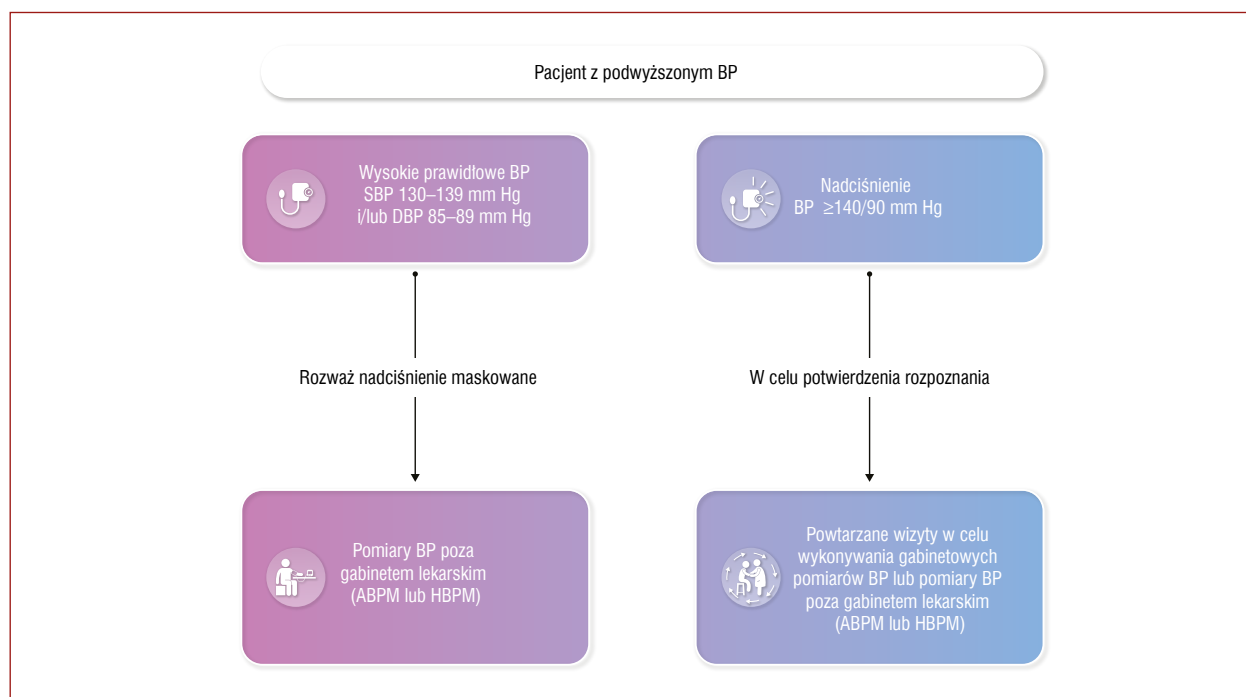 Pacjent z podwyższonym BP
Wysokie prawidłowe BP
SBP 130–139 mm Hg
i/lub DBP 85–89 mm Hg
Nadciśnienie
BP ≥140/90 mm Hg
Rozważ nadciśnienie maskowane
W celu potwierdzenia rozpoznania
Pomiary BP poza
gabinetem lekarskim
(ABPM lub HBPM)
Powtarzane wizyty w celu
wykonywania gabinetowych
pomiarów BP lub pomiary BP
poza gabinetem lekarskim
(ABPM lub HBPM)